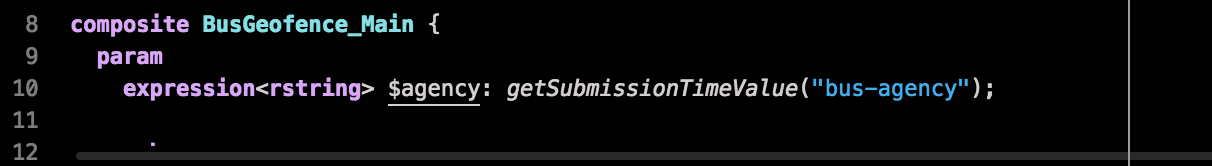 8 composite BusGeofence_Main {
9 param
10 expression<rstring> $agency: getSubmissionTimeValue("bus-agency");
11
12